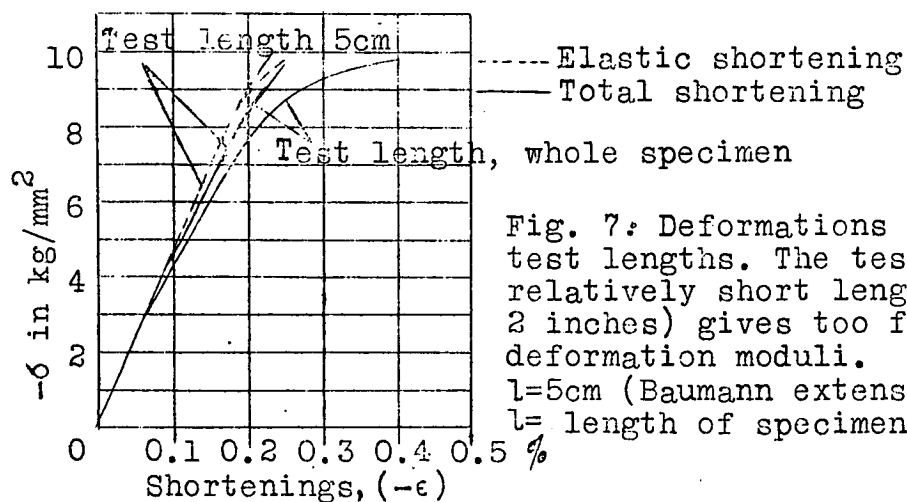 Test length 5cm
---- Elastic shortening
—— Total shortening
Test length, whole specimen
10
8
6
4
2
0
-σ in kg/mm²
0.1 0.2 0.3 0.4 0.5 %
Shortenings, (-ε)
Fig. 7: Deformations
test lengths. The tes
relatively short leng
2 inches) gives too f
deformation moduli.
l=5cm (Baumann extens
l= length of specimen